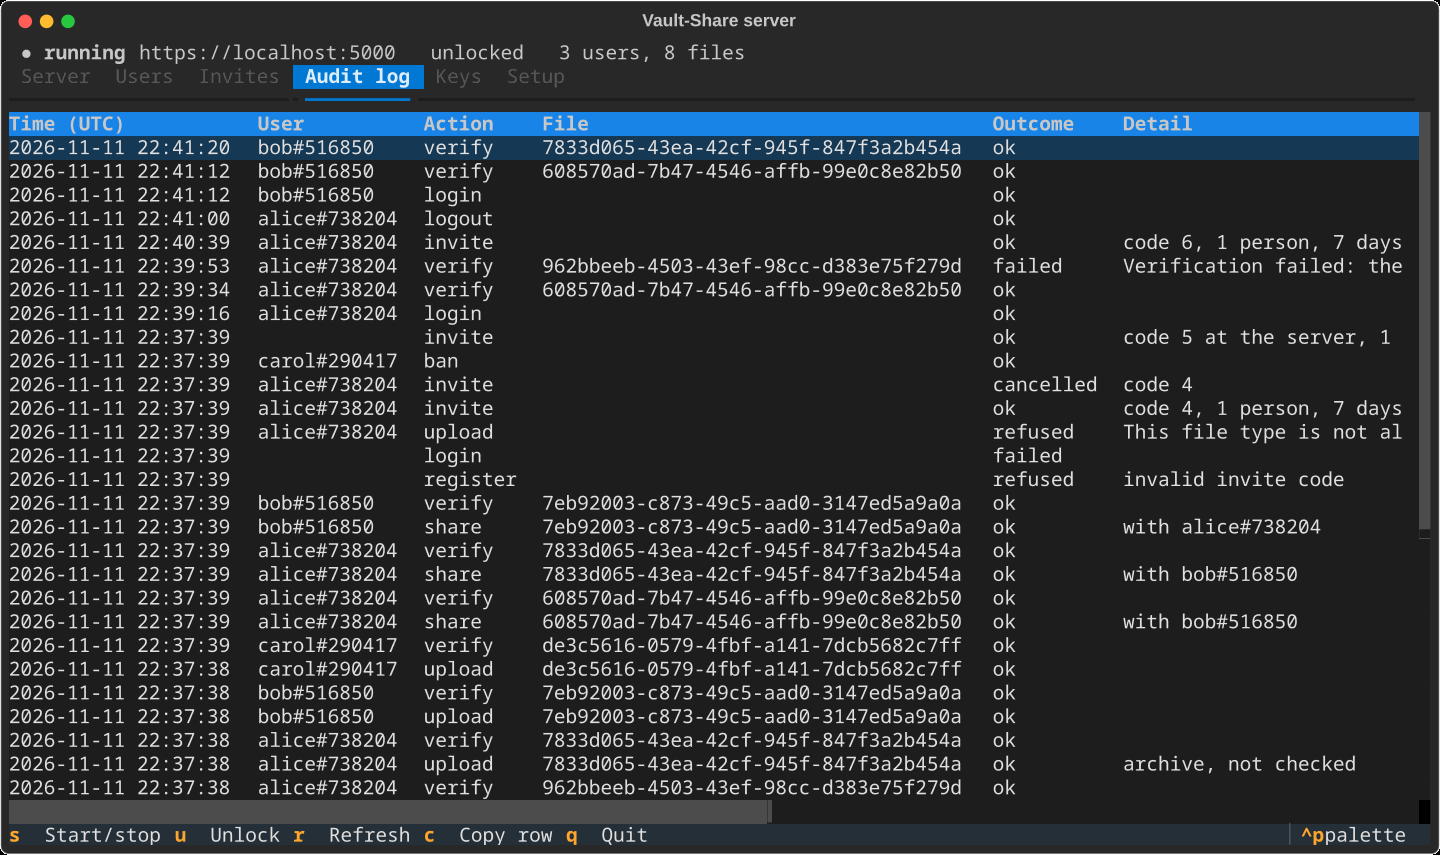 Vault-Share server
● running https://localhost:5000 unlocked 3 users, 8 files
Server Users Invites Audit log Keys Setup
Time (UTC) User Action File Outcome Detail
2026-11-11 22:41:20 bob#516850 verify 7833d065-43ea-42cf-945f-847f3a2b454a ok
2026-11-11 22:41:12 bob#516850 verify 608570ad-7b47-4546-affb-99e0c8e82b50 ok
2026-11-11 22:41:12 bob#516850 login ok
2026-11-11 22:41:00 alice#738204 logout ok
2026-11-11 22:40:39 alice#738204 invite ok code 6, 1 person, 7 days
2026-11-11 22:39:53 alice#738204 verify 962bbeeb-4503-43ef-98cc-d383e75f279d failed Verification failed: the
2026-11-11 22:39:34 alice#738204 verify 608570ad-7b47-4546-affb-99e0c8e82b50 ok
2026-11-11 22:39:16 alice#738204 login ok
2026-11-11 22:37:39 invite ok code 5 at the server, 1
2026-11-11 22:37:39 carol#290417 ban ok
2026-11-11 22:37:39 alice#738204 invite cancelled code 4
2026-11-11 22:37:39 alice#738204 invite ok code 4, 1 person, 7 days
2026-11-11 22:37:39 alice#738204 upload refused This file type is not al
2026-11-11 22:37:39 login failed
2026-11-11 22:37:39 register refused invalid invite code
2026-11-11 22:37:39 bob#516850 verify 7eb92003-c873-49c5-aad0-3147ed5a9a0a ok
2026-11-11 22:37:39 bob#516850 share 7eb92003-c873-49c5-aad0-3147ed5a9a0a ok with alice#738204
2026-11-11 22:37:39 alice#738204 verify 7833d065-43ea-42cf-945f-847f3a2b454a ok
2026-11-11 22:37:39 alice#738204 share 7833d065-43ea-42cf-945f-847f3a2b454a ok with bob#516850
2026-11-11 22:37:39 alice#738204 verify 608570ad-7b47-4546-affb-99e0c8e82b50 ok
2026-11-11 22:37:39 alice#738204 share 608570ad-7b47-4546-affb-99e0c8e82b50 ok with bob#516850
2026-11-11 22:37:39 carol#290417 verify de3c5616-0579-4fbf-a141-7dcb5682c7ff ok
2026-11-11 22:37:38 carol#290417 upload de3c5616-0579-4fbf-a141-7dcb5682c7ff ok
2026-11-11 22:37:38 bob#516850 verify 7eb92003-c873-49c5-aad0-3147ed5a9a0a ok
2026-11-11 22:37:38 bob#516850 upload 7eb92003-c873-49c5-aad0-3147ed5a9a0a ok
2026-11-11 22:37:38 alice#738204 verify 7833d065-43ea-42cf-945f-847f3a2b454a ok
2026-11-11 22:37:38 alice#738204 upload 7833d065-43ea-42cf-945f-847f3a2b454a ok archive, not checked
2026-11-11 22:37:38 alice#738204 verify 962bbeeb-4503-43ef-98cc-d383e75f279d ok
s Start/stop u Unlock r Refresh c Copy row q Quit ^ppalette